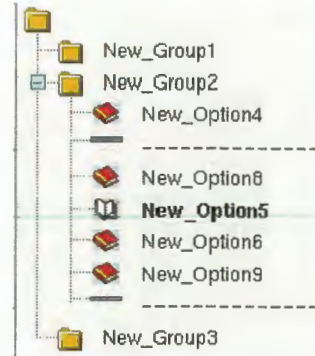 New_Group1
New_Group2
New_Option4
--------------------
New_Option8
New_Option5
New_Option6
New_Option9
--------------------
New_Group3